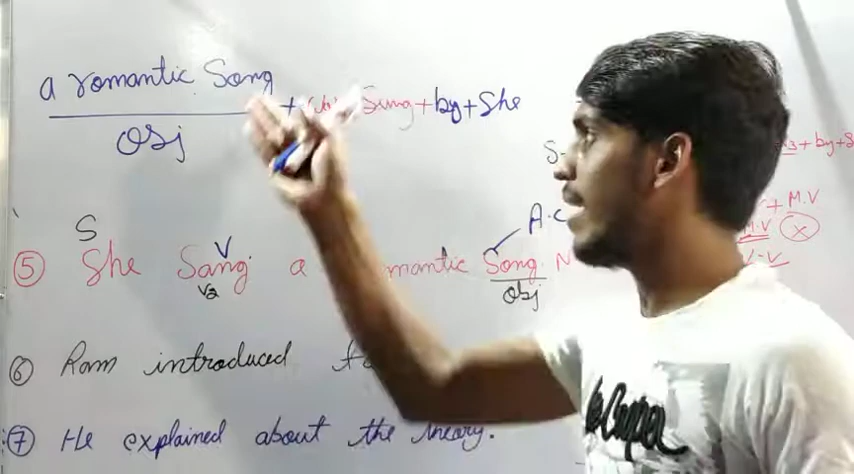 a romantic Song
+ Sung + by + She
Obj
S-
+ by + S
+ M.V
M.V (X)
S V A.C
⑤ She Sang a mantic Song. N
V2 Obj
⑥ Ram introduced
⑦ He explained about the theory.